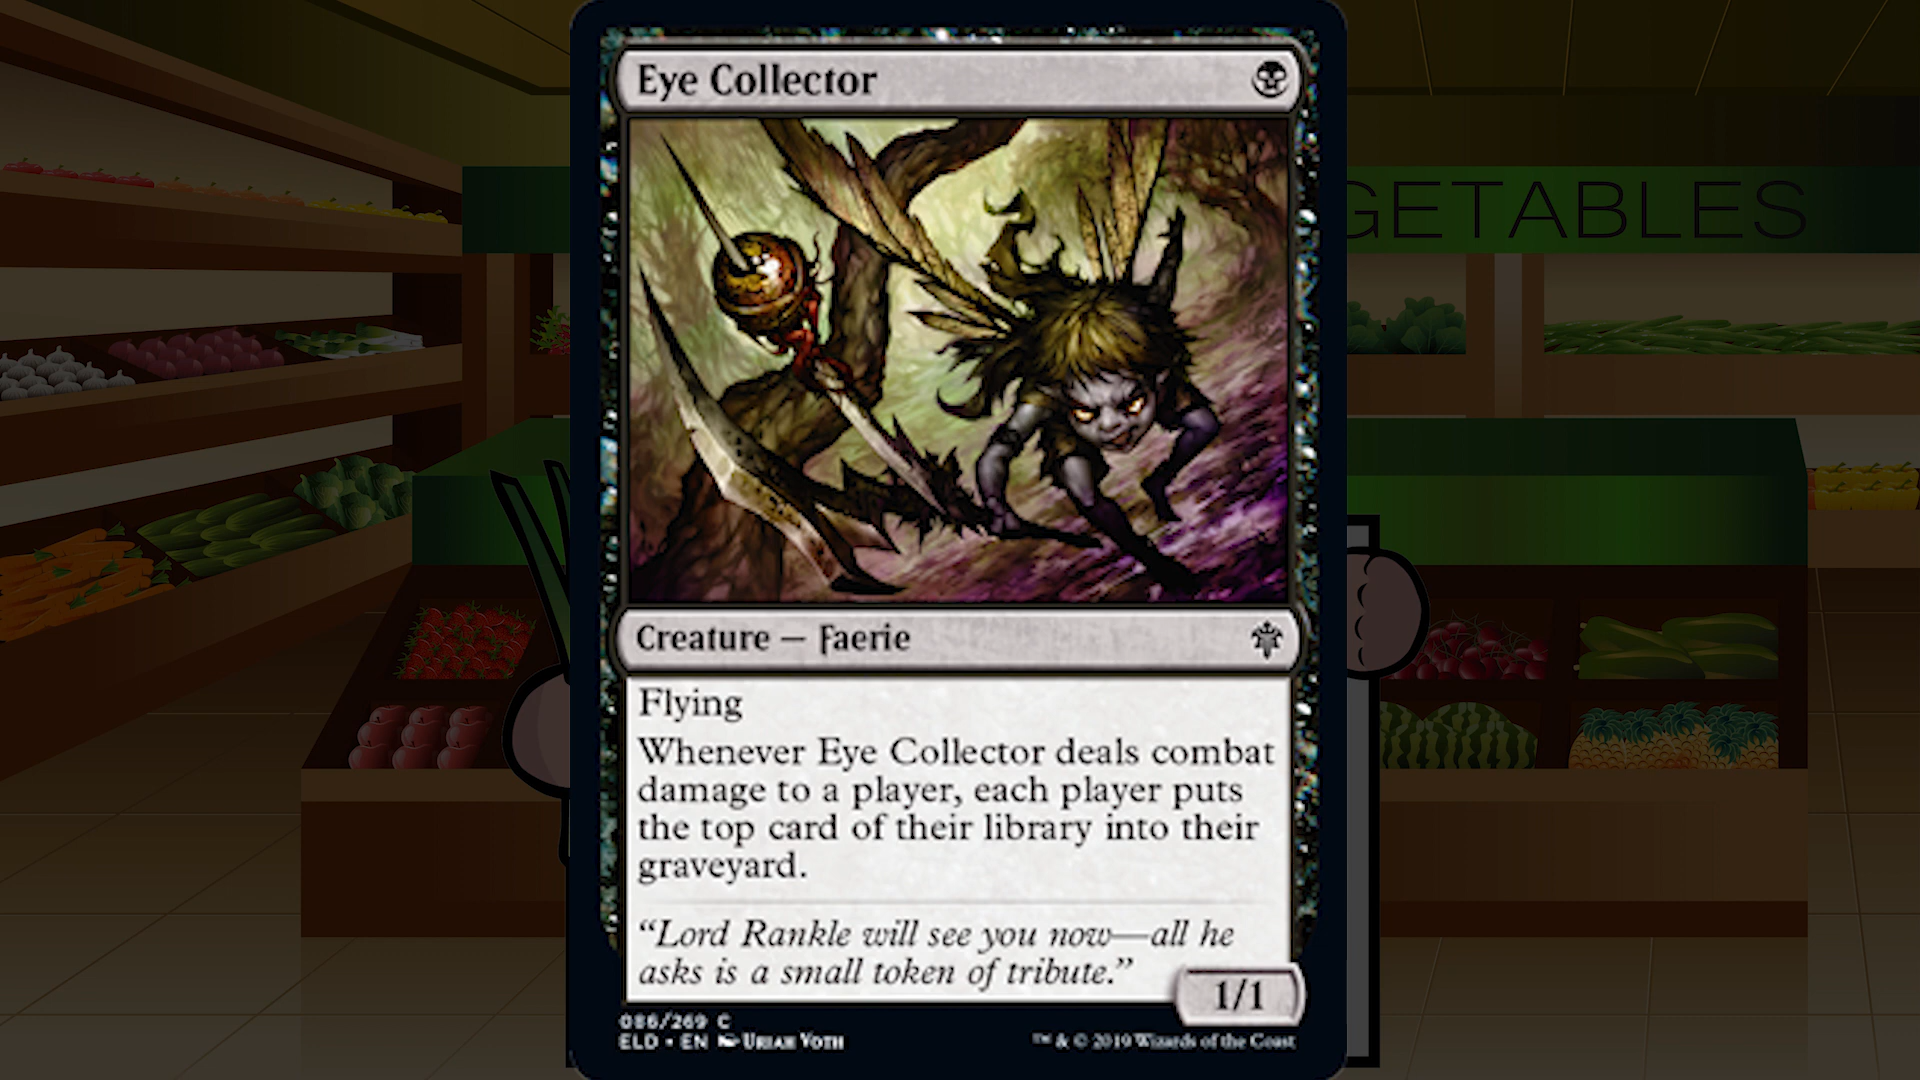 Eye Collector
GETABLES
Creature — Faerie
Flying
Whenever Eye Collector deals combat
damage to a player, each player puts
the top card of their library into their
graveyard.
“Lord Rankle will see you now—all he
asks is a small token of tribute.”
1/1
086/269 C
ELD • EN Uriah Voth
™ & © 2019 Wizards of the Coast